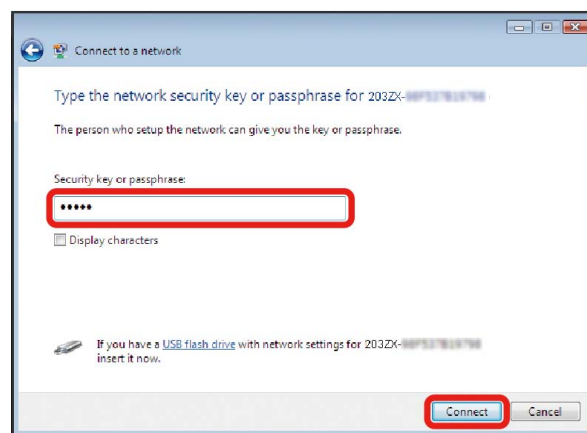 Connect to a network
Type the network security key or passphrase for 203ZX-
The person who setup the network can give you the key or passphrase.
Security key or passphrase:
•••••
Display characters
If you have a USB flash drive with network settings for 203ZX-
insert it now.
Connect Cancel